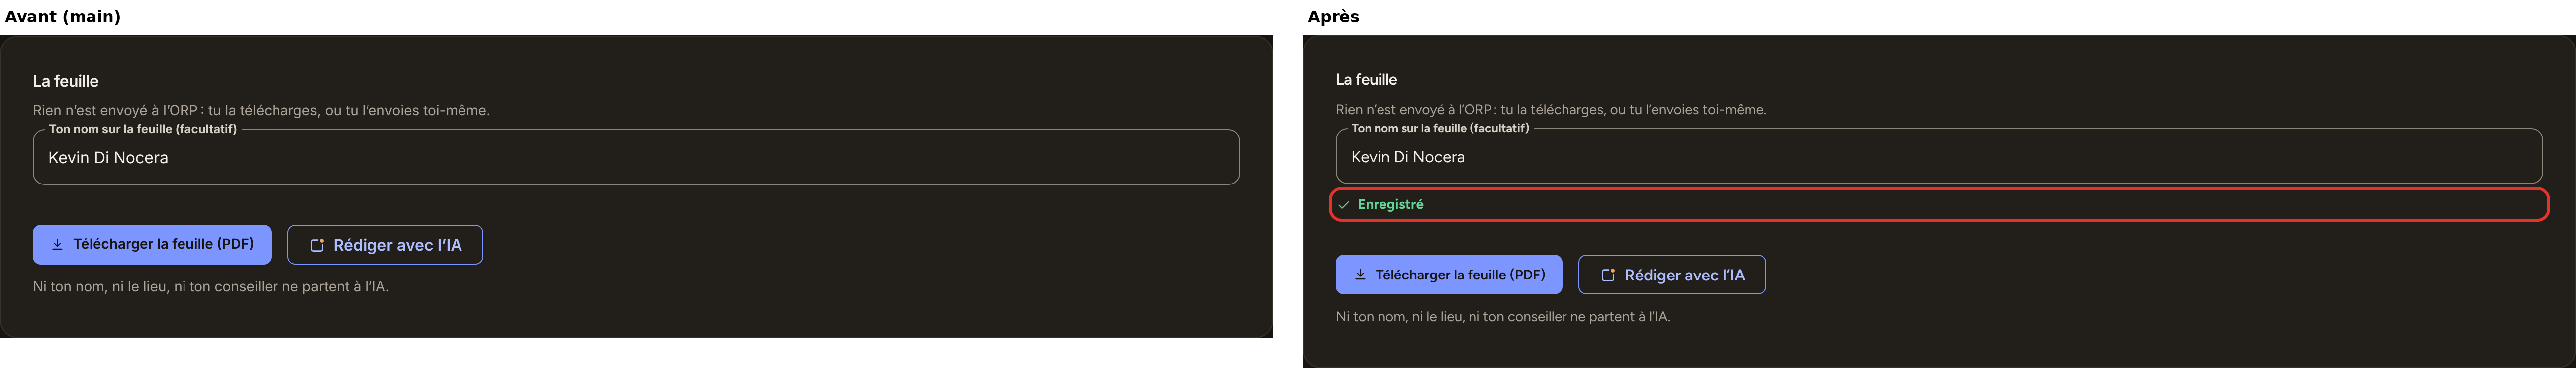 Avant (main)
La feuille
Rien n’est envoyé à l’ORP : tu la télécharges, ou tu l’envoies toi-même.
Ton nom sur la feuille (facultatif)
Kevin Di Nocera
Télécharger la feuille (PDF)
Rédiger avec l’IA
Ni ton nom, ni le lieu, ni ton conseiller ne partent à l’IA.
Après
La feuille
Rien n’est envoyé à l’ORP : tu la télécharges, ou tu l’envoies toi-même.
Ton nom sur la feuille (facultatif)
Kevin Di Nocera
Enregistré
Télécharger la feuille (PDF)
Rédiger avec l’IA
Ni ton nom, ni le lieu, ni ton conseiller ne partent à l’IA.